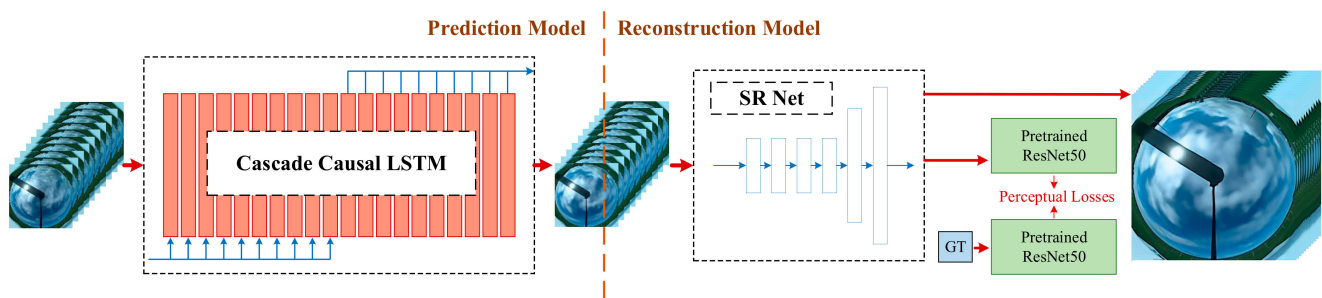 Prediction Model
Reconstruction Model
Cascade Causal LSTM
SR Net
Pretrained
ResNet50
Perceptual Losses
GT
Pretrained
ResNet50